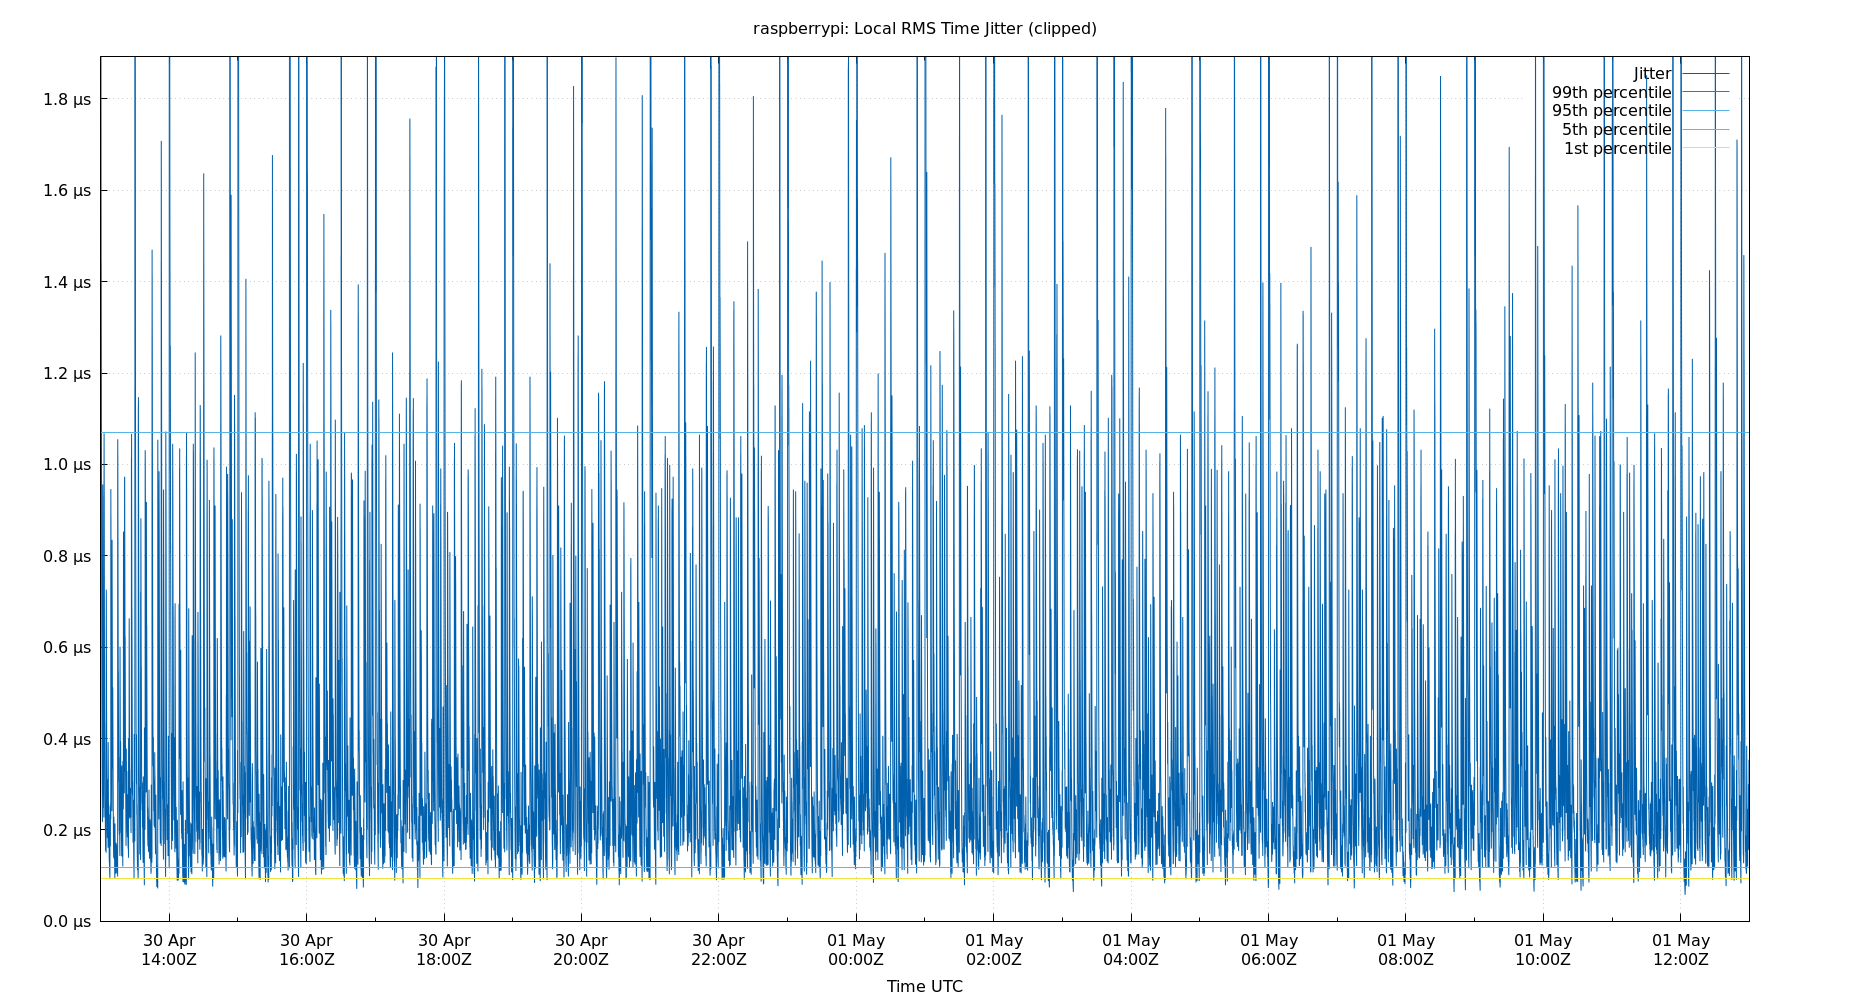 raspberrypi: Local RMS Time Jitter (clipped)
Jitter
99th percentile
95th percentile
5th percentile
1st percentile
1.8 µs
1.6 µs
1.4 µs
1.2 µs
1.0 µs
0.8 µs
0.6 µs
0.4 µs
0.2 µs
0.0 µs
30 Apr 30 Apr 30 Apr 30 Apr 30 Apr 01 May 01 May 01 May 01 May 01 May 01 May 01 May
14:00Z 16:00Z 18:00Z 20:00Z 22:00Z 00:00Z 02:00Z 04:00Z 06:00Z 08:00Z 10:00Z 12:00Z
Time UTC